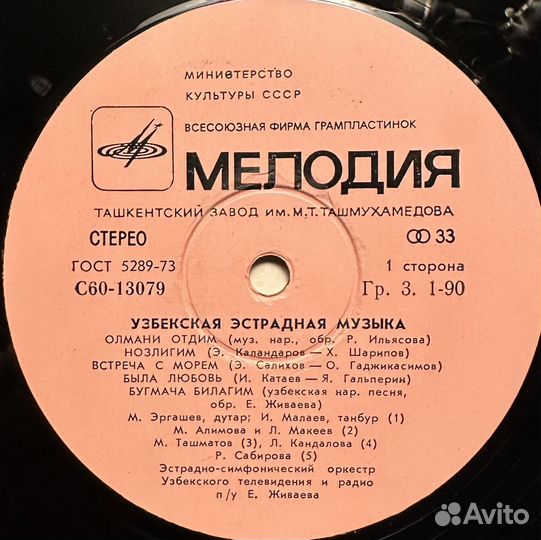 МИНИСТЕРСТВО
КУЛЬТУРЫ СССР
ВСЕСОЮЗНАЯ ФИРМА ГРАМПЛАСТИНОК
МЕЛОДИЯ
ТАШКЕНТСКИЙ ЗАВОД ИМ. М.Т. ТАШМУХАМЕДОВА
СТЕРЕО 33
ГОСТ 5289-73 1 сторона
С60-13079 Гр. 3. 1-90
УЗБЕКСКАЯ ЭСТРАДНАЯ МУЗЫКА
ОЛМАНИ ОТДИМ (муз. нар., обр. Р. Ильясова)
НОЗЛИГИМ (Э. Каландаров — Х. Шарипов)
ВСТРЕЧА С МОРЕМ (Э. Салихов — О. Гаджикасимов)
БЫЛА ЛЮБОВЬ (И. Катаев — Я. Гальперин)
БУГМАЧА БИЛАГИМ (узбекская нар. песня,
обр. Е. Живаева)
М. Эргашев, дутар; И. Малаев, танбур (1)
М. Алимова и Л. Макеев (2)
М. Ташматов (3), Л. Кандалова (4)
Р. Сабирова (5)
Эстрадно-симфонический оркестр
Узбекского телевидения и радио
п/у Е. Живаева
Avito